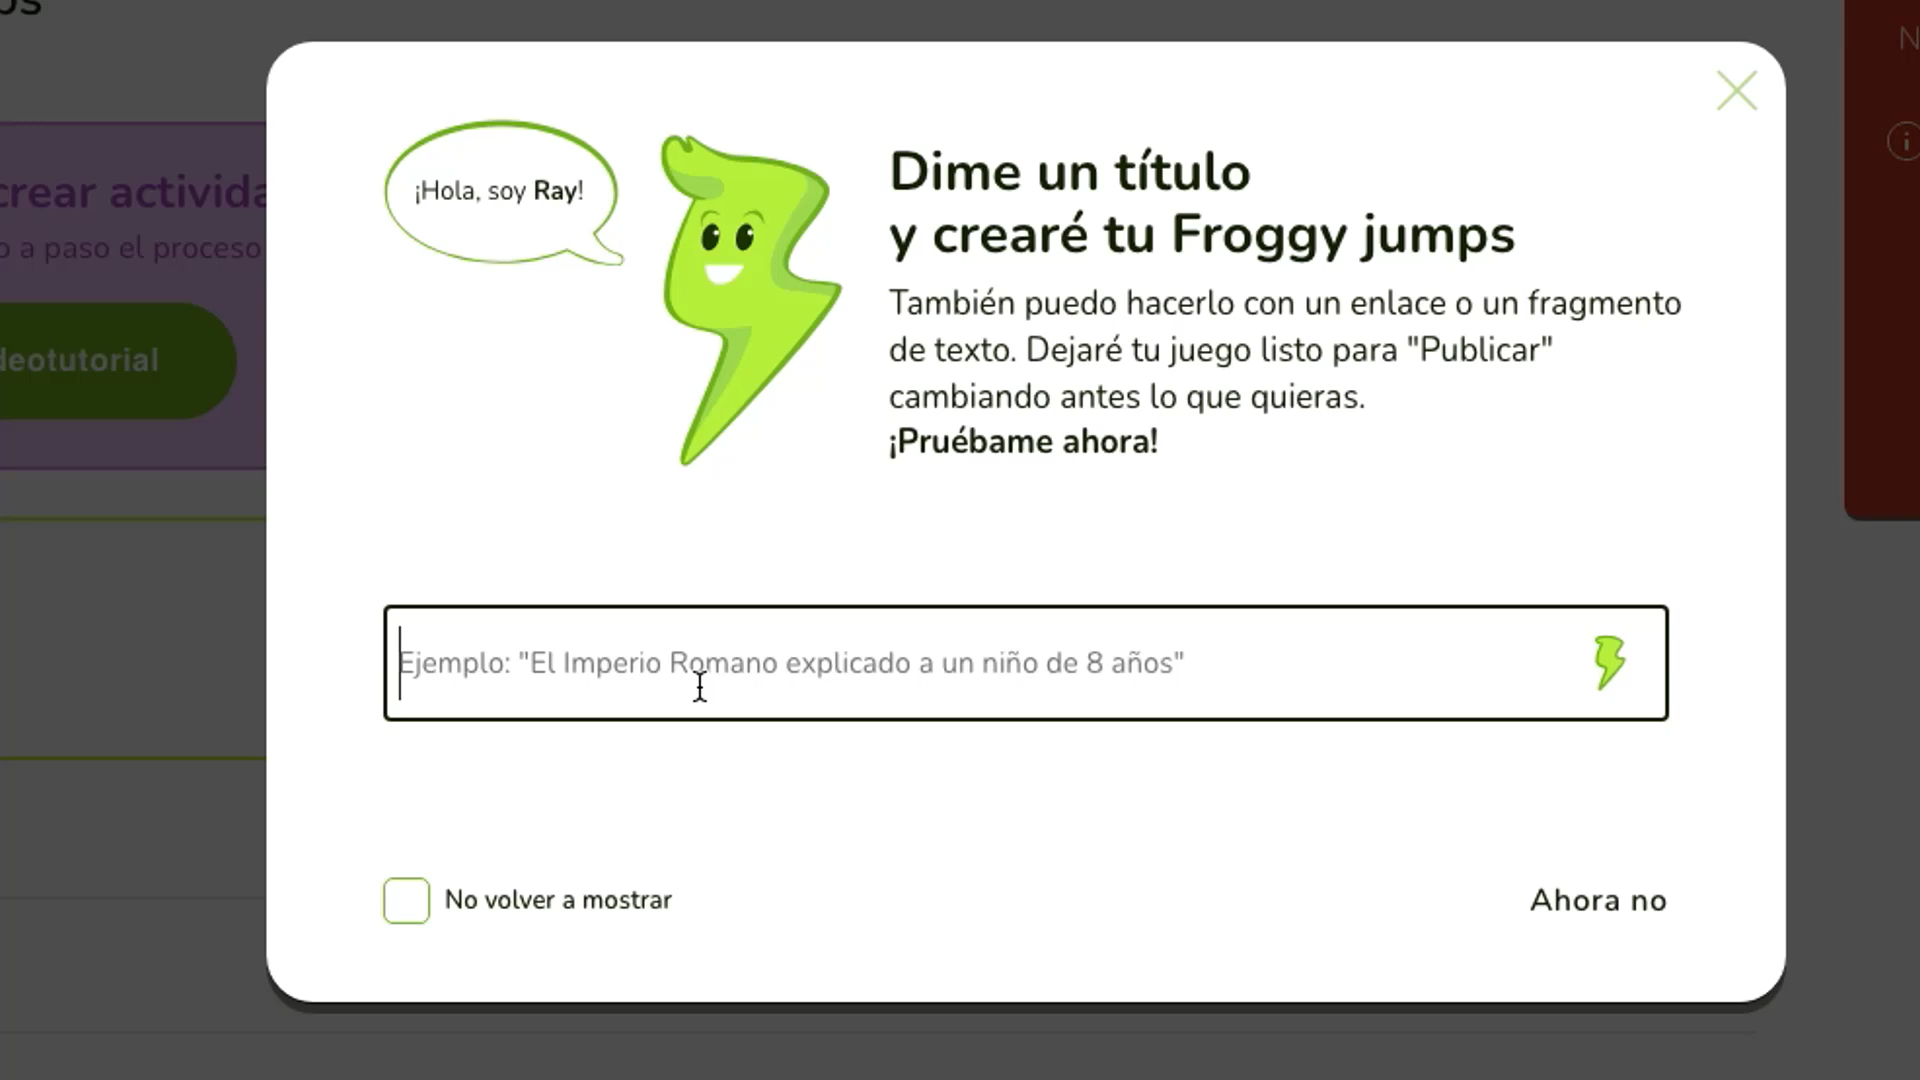 ¡Hola, soy Ray!
Dime un título
y crearé tu Froggy jumps
También puedo hacerlo con un enlace o un fragmento
de texto. Dejaré tu juego listo para "Publicar"
cambiando antes lo que quieras.
¡Pruébame ahora!
crear activida
o a paso el proceso
deotutorial
Ejemplo: "El Imperio Romano explicado a un niño de 8 años"
No volver a mostrar
Ahora no